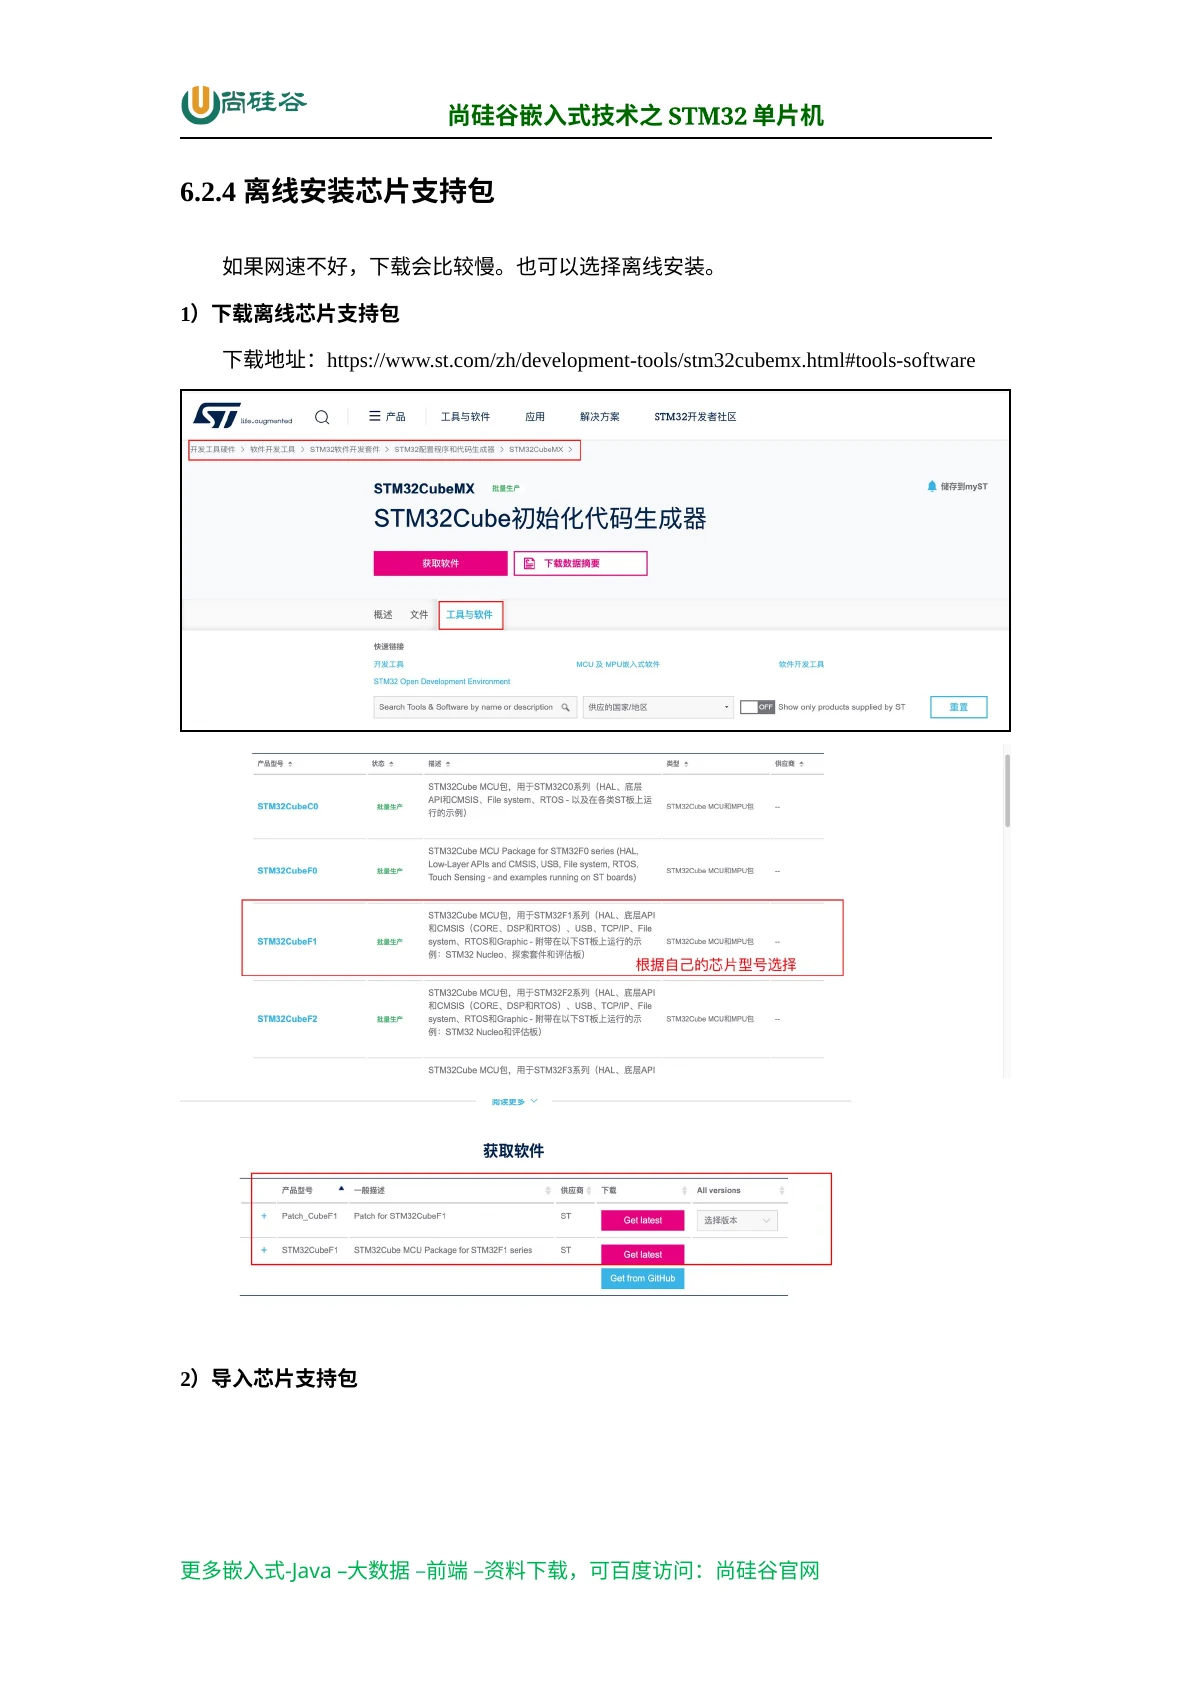 尚硅谷
尚硅谷嵌入式技术之 STM32 单片机
6.2.4 离线安装芯片支持包
如果网速不好，下载会比较慢。也可以选择离线安装。
1）下载离线芯片支持包
下载地址：https://www.st.com/zh/development-tools/stm32cubemx.html#tools-software
ST life.augmented 产品 工具与软件 应用 解决方案 STM32开发者社区
开发工具硬件 > 软件开发工具 > STM32软件开发套件 > STM32配置程序和代码生成器 > STM32CubeMX >
STM32CubeMX 批量生产 储存到myST
STM32Cube初始化代码生成器
获取软件 下载数据摘要
概述 文件 工具与软件
快速链接
开发工具 MCU 及 MPU嵌入式软件 软件开发工具
STM32 Open Development Environment
Search Tools & Software by name or description 供应的国家/地区 OFF Show only products supplied by ST 重置
产品型号 状态 描述 类型 供应商
STM32Cube MCU包，用于STM32C0系列（HAL、底层
API和CMSIS、File system、RTOS - 以及在各类ST板上运
行的示例）
STM32CubeC0 批量生产 STM32Cube MCU和MPU包 --
STM32Cube MCU Package for STM32F0 series (HAL,
Low-Layer APIs and CMSIS, USB, File system, RTOS,
Touch Sensing - and examples running on ST boards)
STM32CubeF0 批量生产 STM32Cube MCU和MPU包 --
STM32Cube MCU包，用于STM32F1系列（HAL、底层API
和CMSIS（CORE、DSP和RTOS）、USB、TCP/IP、File
system、RTOS和Graphic - 附带在以下ST板上运行的示
例：STM32 Nucleo、探索套件和评估板）
STM32CubeF1 批量生产 STM32Cube MCU和MPU包 --
根据自己的芯片型号选择
STM32Cube MCU包，用于STM32F2系列（HAL、底层API
和CMSIS（CORE、DSP和RTOS）、USB、TCP/IP、File
system、RTOS和Graphic - 附带在以下ST板上运行的示
例：STM32 Nucleo和评估板）
STM32CubeF2 批量生产 STM32Cube MCU和MPU包 --
STM32Cube MCU包，用于STM32F3系列（HAL、底层API
阅读更多
获取软件
产品型号 一般描述 供应商 下载 All versions
+ Patch_CubeF1 Patch for STM32CubeF1 ST Get latest 选择版本
+ STM32CubeF1 STM32Cube MCU Package for STM32F1 series ST Get latest
Get from GitHub
2）导入芯片支持包
更多嵌入式-Java –大数据 –前端 –资料下载，可百度访问：尚硅谷官网